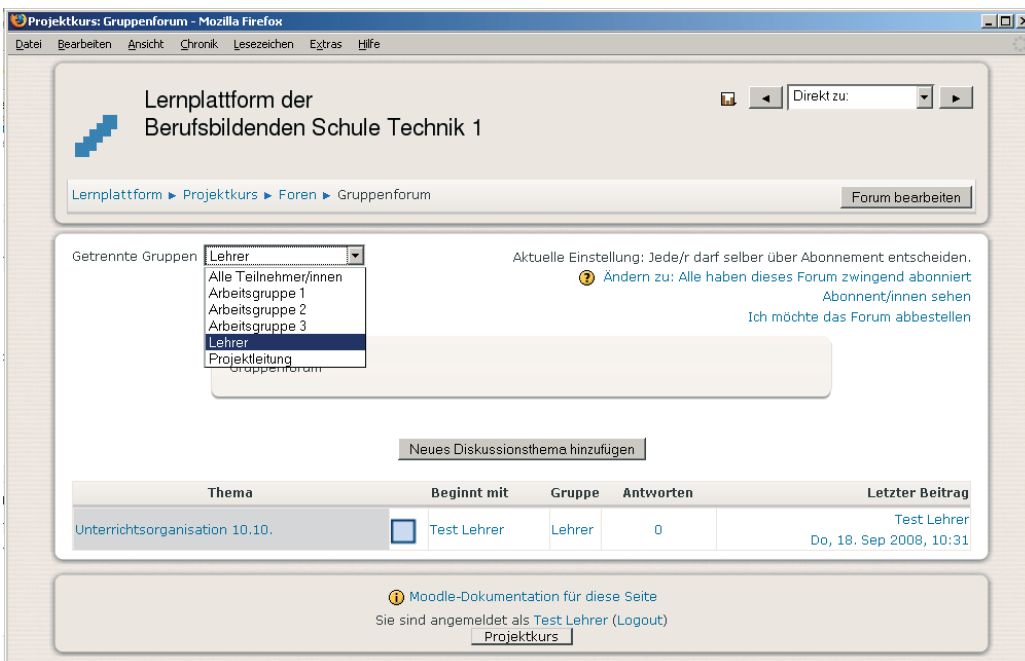 Projektkurs: Gruppenforum - Mozilla Firefox
Datei Bearbeiten Ansicht Chronik Lesezeichen Extras Hilfe
Lernplattform der
Berufsbildenden Schule Technik 1
Direkt zu:
Lernplattform ► Projektkurs ► Foren ► Gruppenforum
Forum bearbeiten
Getrennte Gruppen Lehrer
Alle Teilnehmer/innen
Arbeitsgruppe 1
Arbeitsgruppe 2
Arbeitsgruppe 3
Lehrer
Projektleitung
Aktuelle Einstellung: Jede/r darf selber über Abonnement entscheiden.
Ändern zu: Alle haben dieses Forum zwingend abonniert
Abonnent/innen sehen
Ich möchte das Forum abbestellen
Gruppenforum
Neues Diskussionsthema hinzufügen
Thema Beginnt mit Gruppe Antworten Letzter Beitrag
Unterrichtsorganisation 10.10. Test Lehrer Lehrer 0 Test Lehrer
Do, 18. Sep 2008, 10:31
Moodle-Dokumentation für diese Seite
Sie sind angemeldet als Test Lehrer (Logout)
Projektkurs